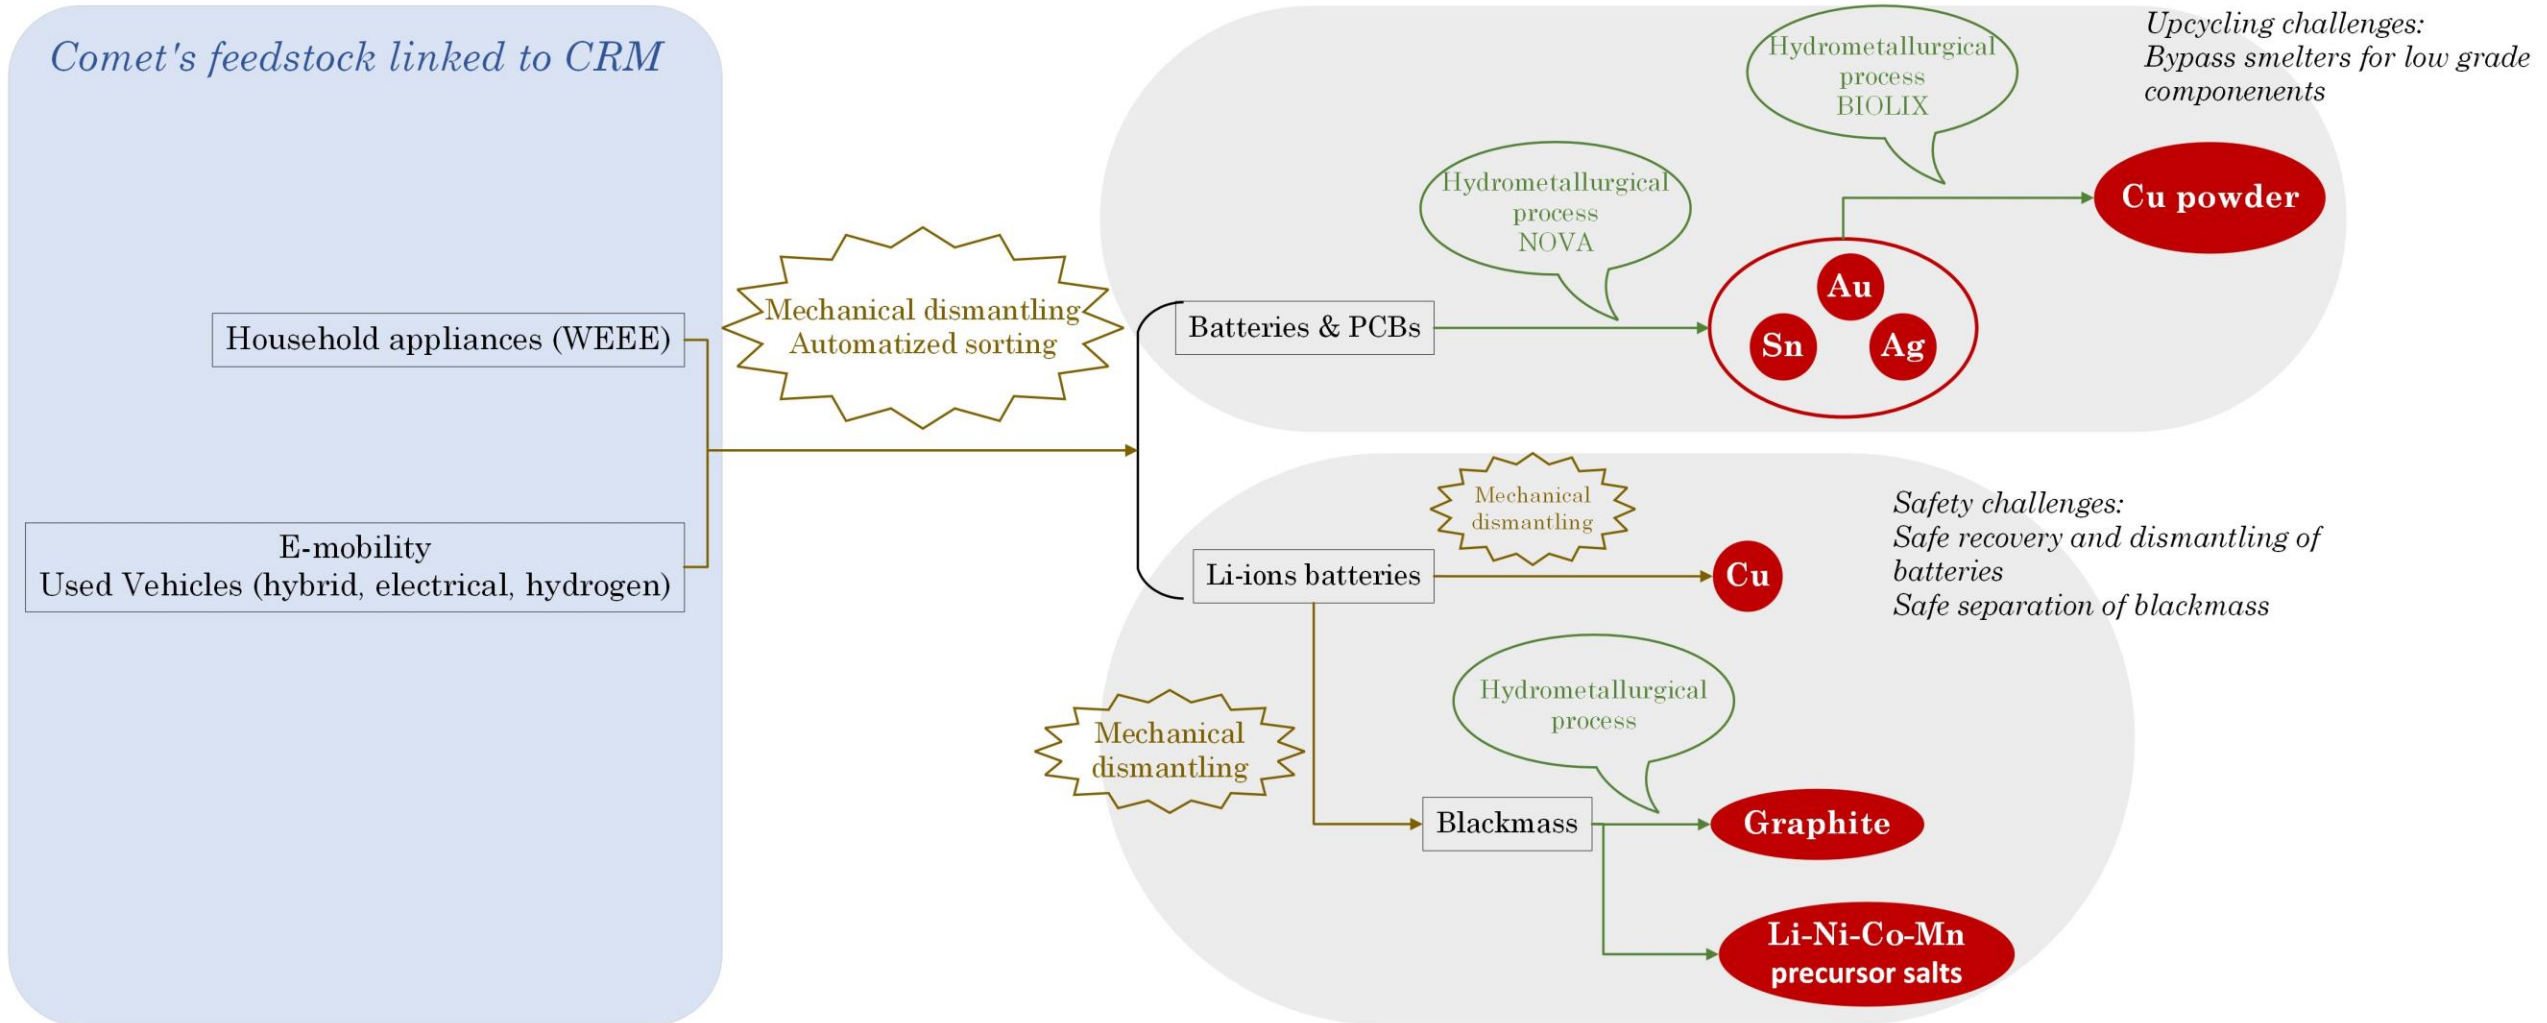 Comet's feedstock linked to CRM
Household appliances (WEEE)
E-mobility
Used Vehicles (hybrid, electrical, hydrogen)
Mechanical dismantling
Automatized sorting
Upcycling challenges:
Bypass smelters for low grade
componenents
Hydrometallurgical
process
BIOLIX
Hydrometallurgical
process
NOVA
Cu powder
Batteries & PCBs
Au
Sn
Ag
Mechanical
dismantling
Safety challenges:
Safe recovery and dismantling of
batteries
Safe separation of blackmass
Li-ions batteries
Cu
Mechanical
dismantling
Hydrometallurgical
process
Blackmass
Graphite
Li-Ni-Co-Mn
precursor salts